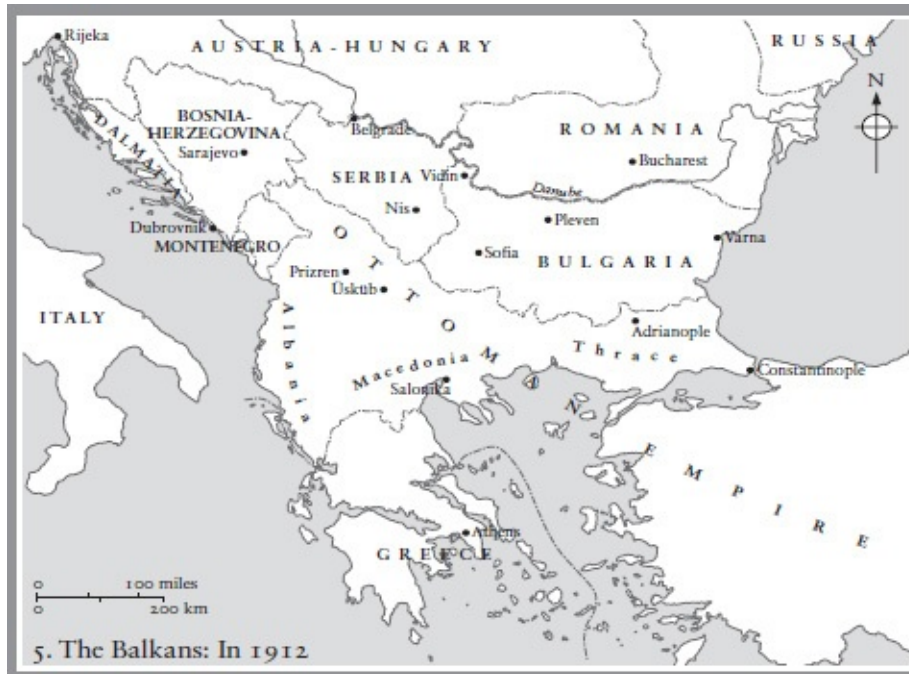 Rijeka
AUSTRIA-HUNGARY
RUSSIA
N
BOSNIA-
HERZEGOVINA
Sarajevo
DALMATIA
Belgrade
ROMANIA
Bucharest
SERBIA
Vidin
Danube
Nis
Pleven
Dubrovnik
MONTENEGRO
Sofia
BULGARIA
Varna
Prizren
Üsküb
ITALY
Albania
OTTOMAN EMPIRE
Adrianople
Thrace
Macedonia
Salonika
Constantinople
Athens
GREECE
0 100 miles
0 200 km
5. The Balkans: In 1912